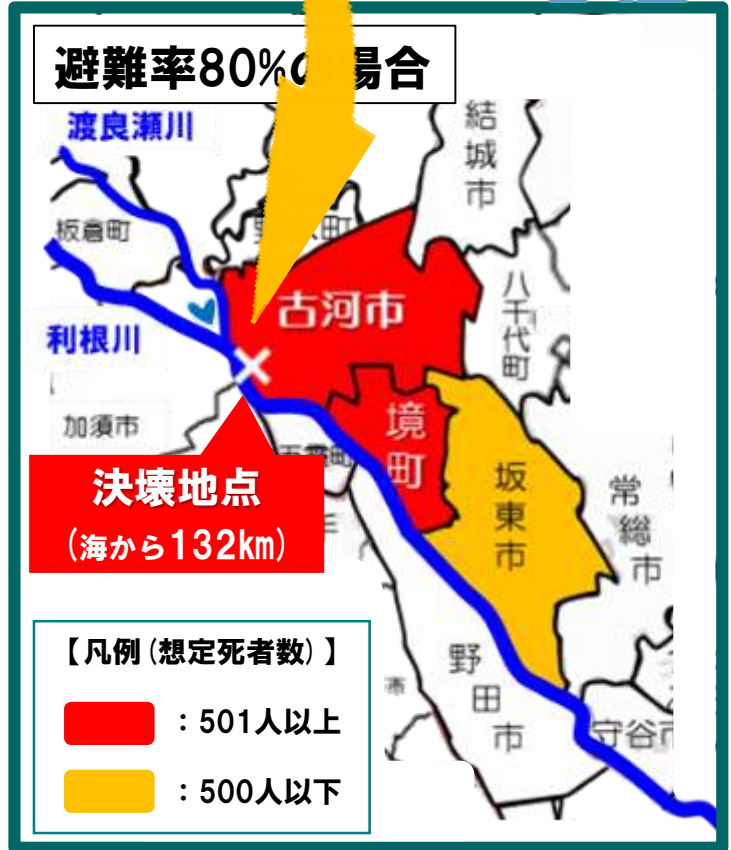 避難率80%の場合
渡良瀬川
結城市
板倉町
八千代町
古河市
利根川
加須市
境町
決壊地点
(海から132km)
坂東市
常総市
【凡例(想定死者数)】
:501人以上
:500人以下
野田市
守谷市